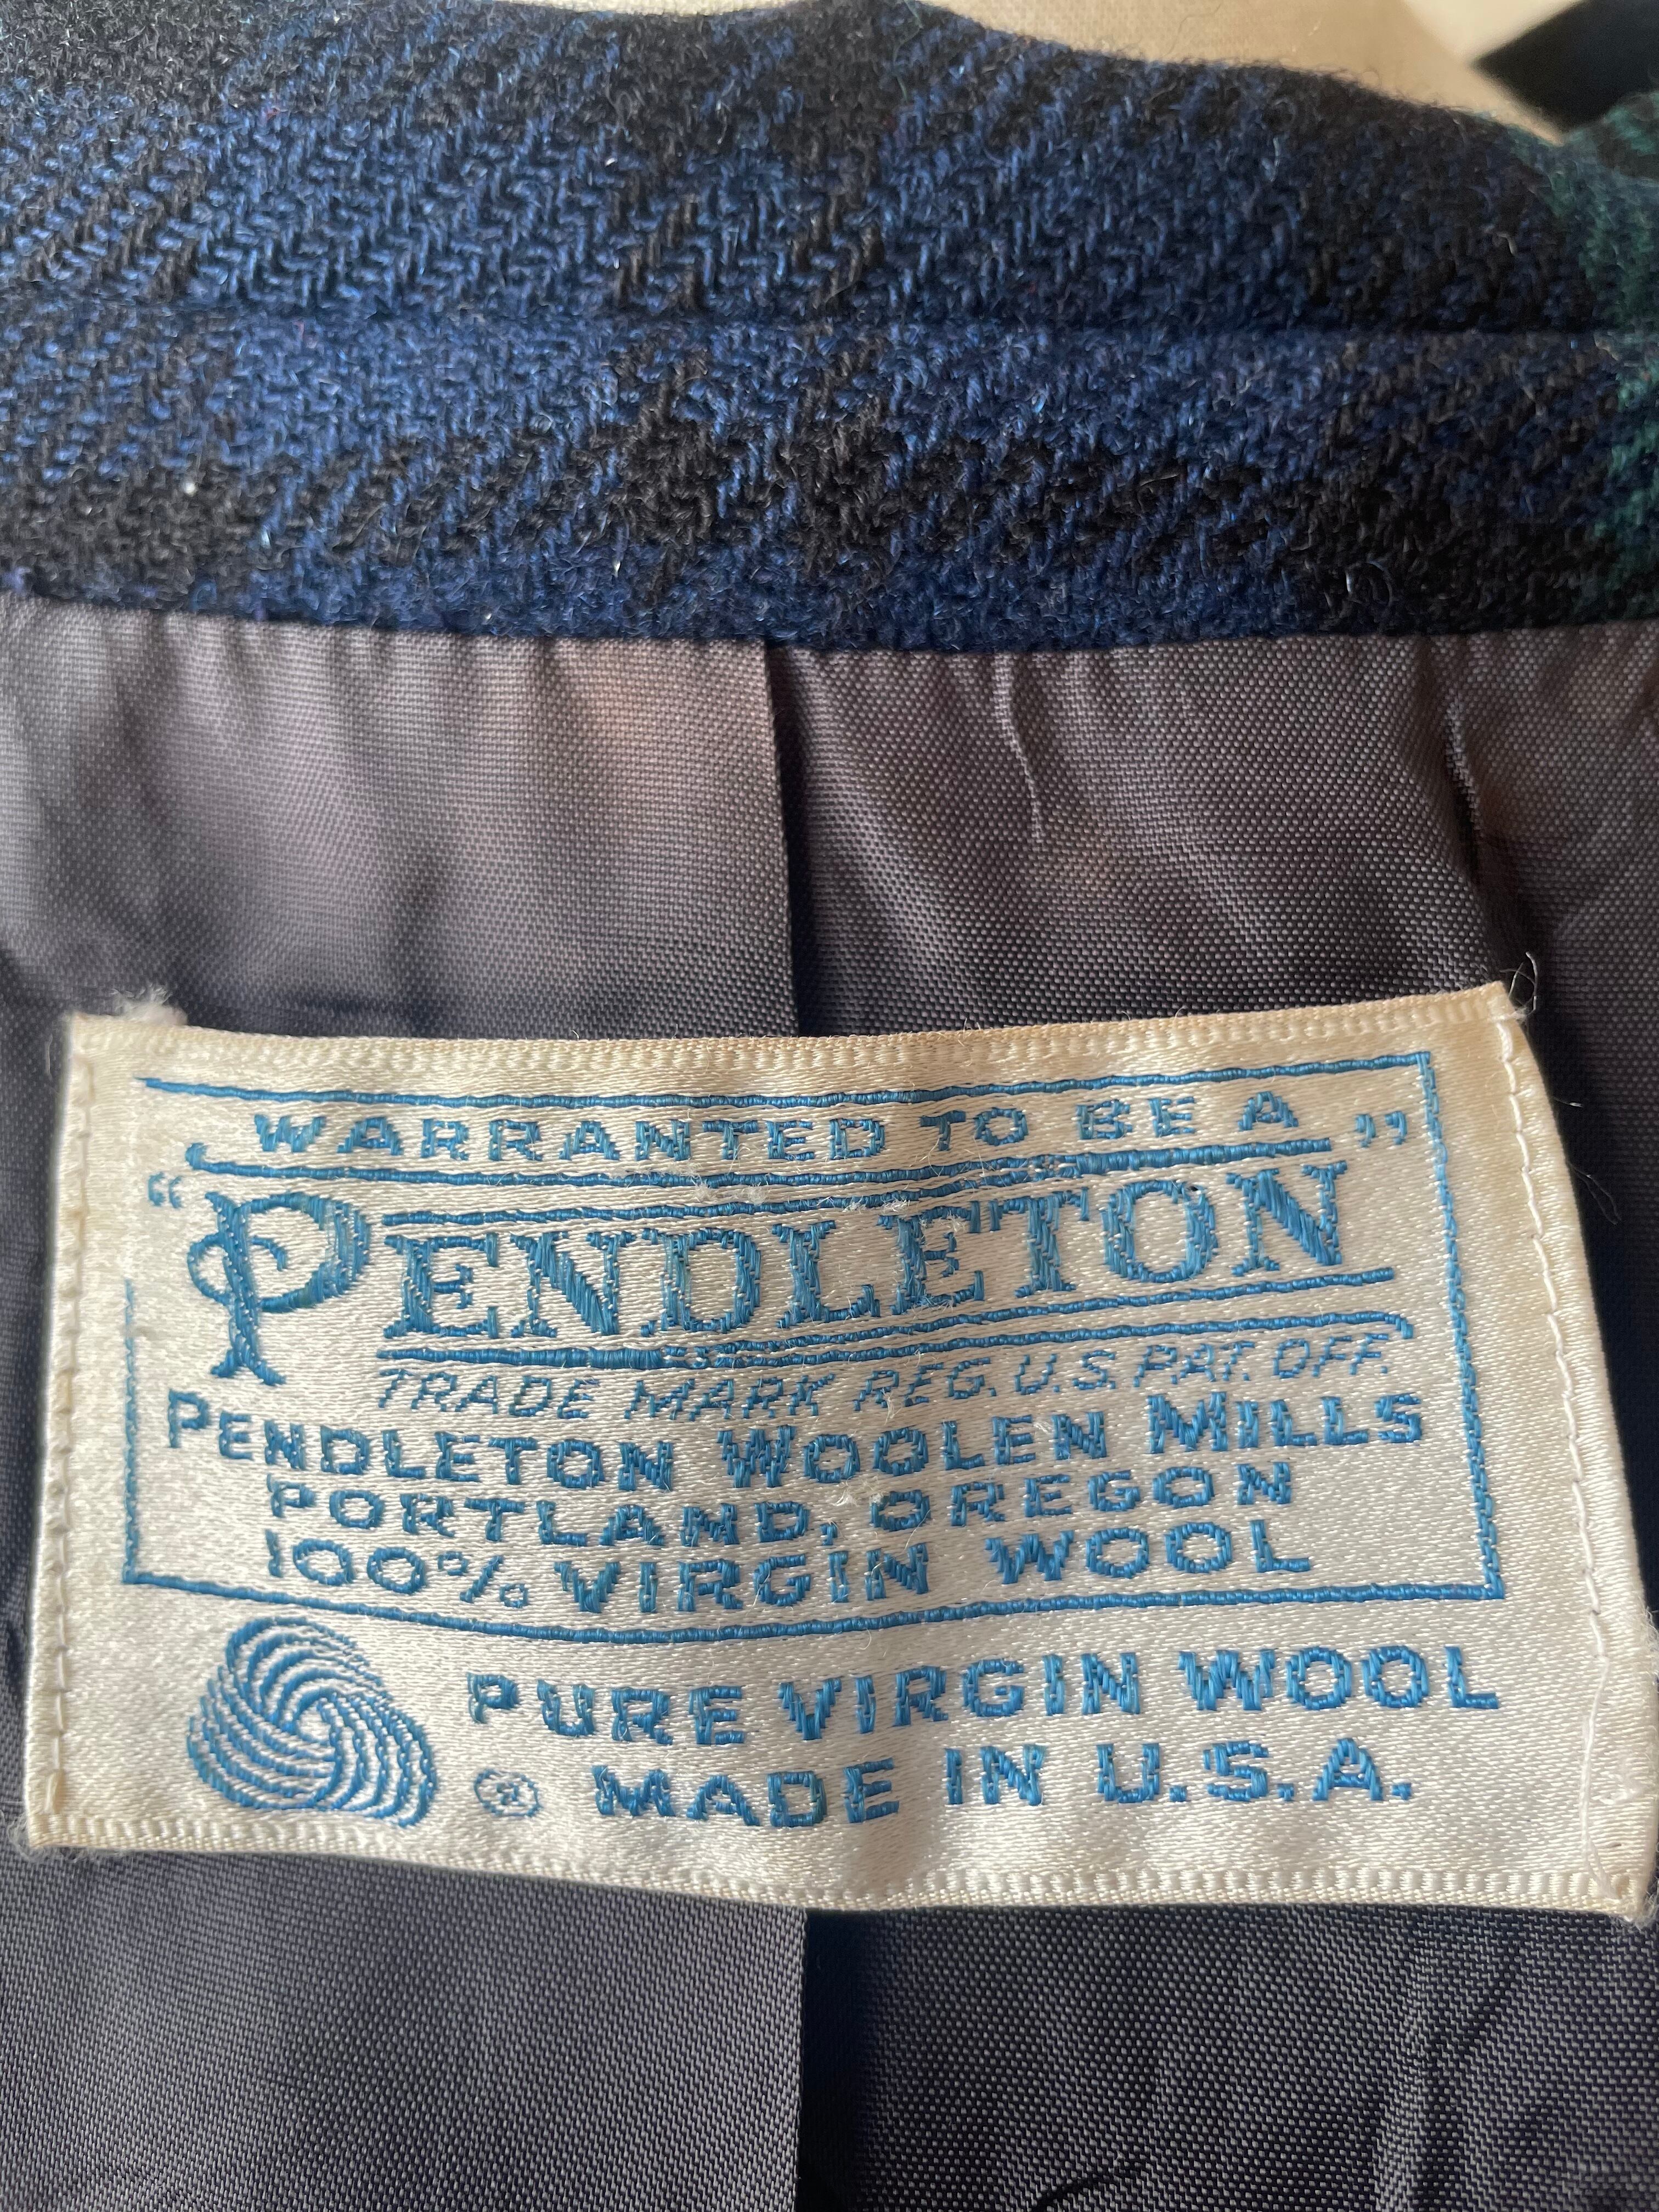 WARRANTED TO BE A
“PENDLETON”
TRADE MARK REG. U.S. PAT. OFF.
PENDLETON WOOLEN MILLS
PORTLAND, OREGON
100% VIRGIN WOOL
PURE VIRGIN WOOL
® MADE IN U.S.A.